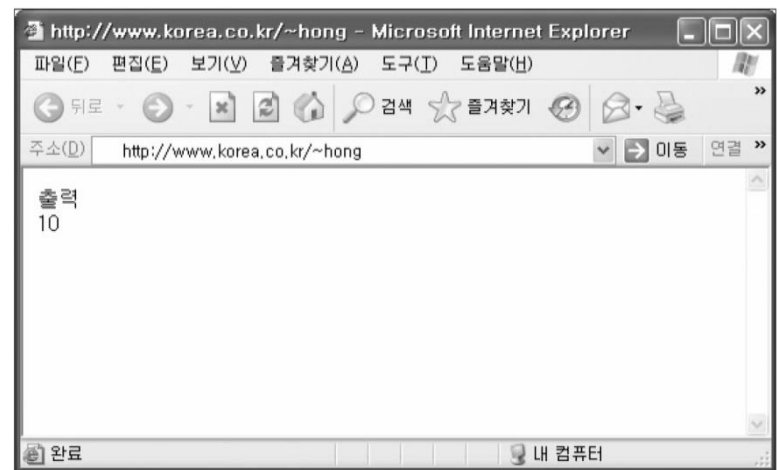 http://www.korea.co.kr/~hong - Microsoft Internet Explorer
파일(F) 편집(E) 보기(V) 즐겨찾기(A) 도구(T) 도움말(H)
뒤로 검색 즐겨찾기 »
주소(D) http://www.korea.co.kr/~hong 이동 연결 »
출력
10
완료 내 컴퓨터